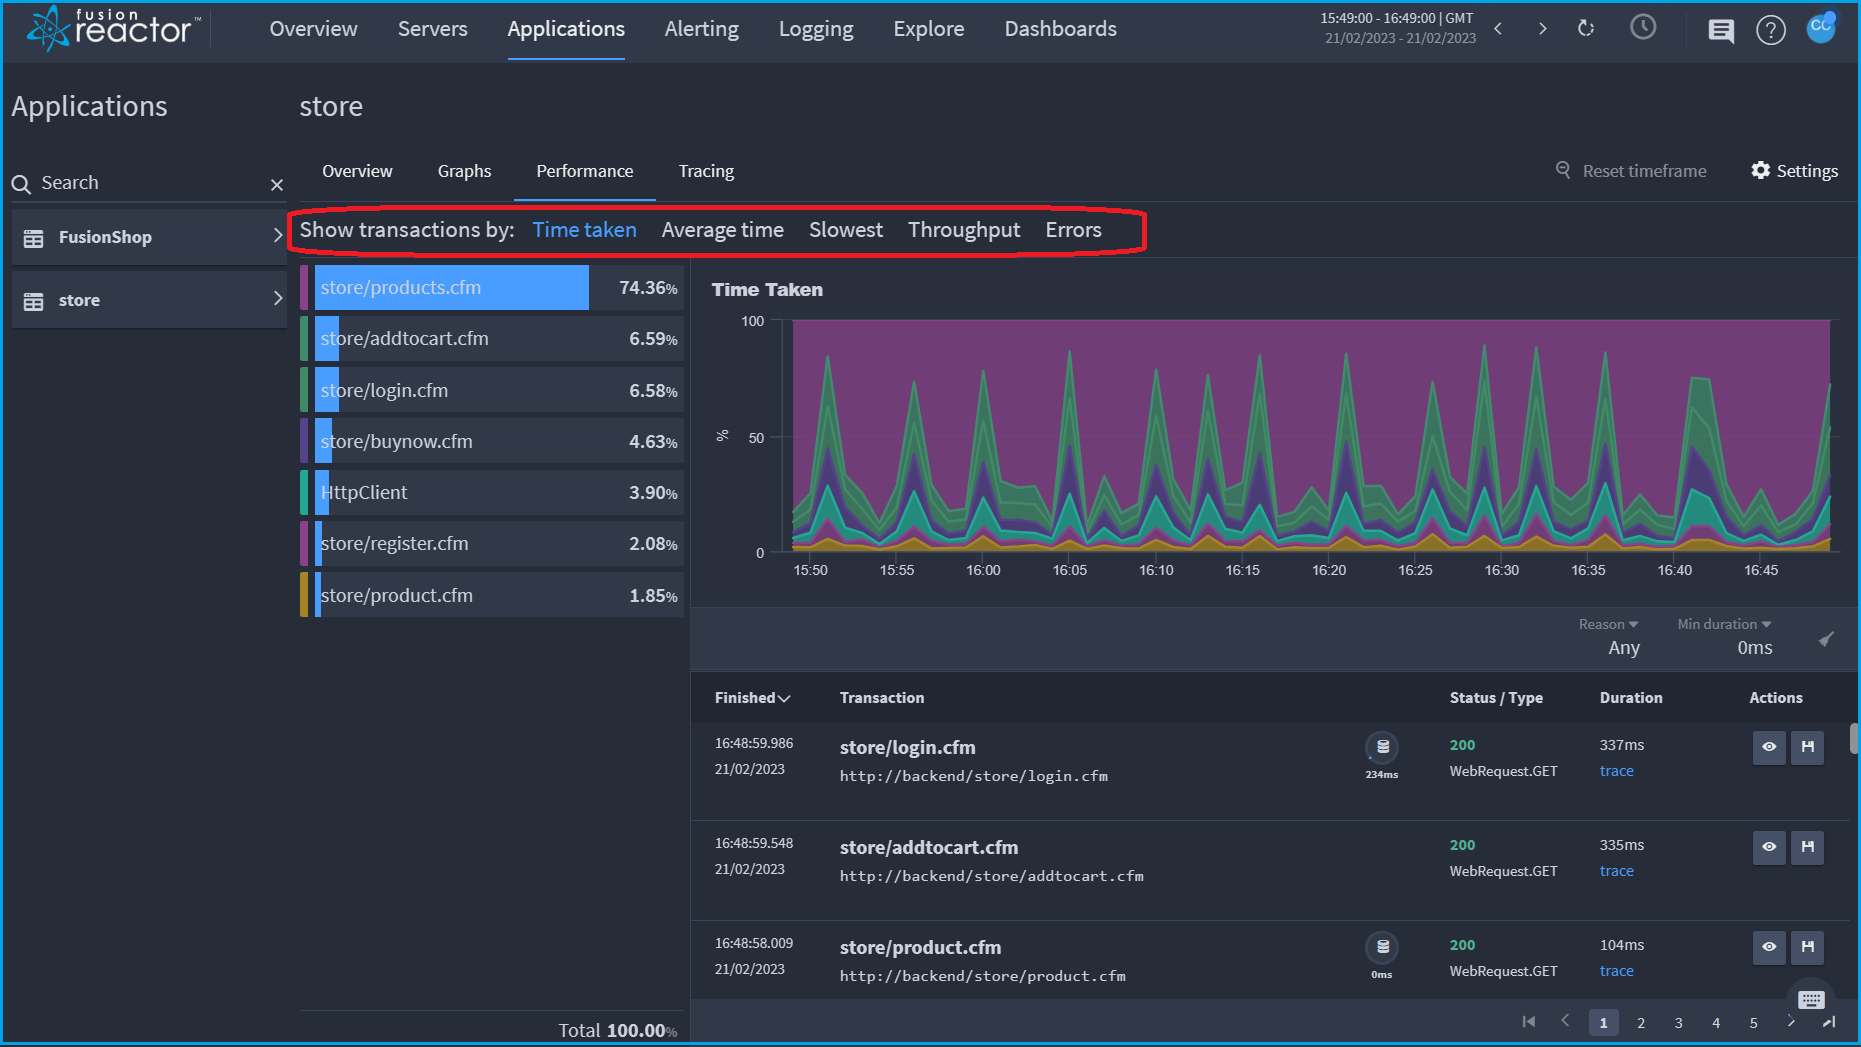 fusion reactor™
Overview Servers Applications Alerting Logging Explore Dashboards
15:49:00 - 16:49:00 | GMT
21/02/2023 - 21/02/2023
CC
Applications
store
Search
Overview Graphs Performance Tracing
Reset timeframe
Settings
FusionShop
store
Show transactions by: Time taken Average time Slowest Throughput Errors
store/products.cfm 74.36%
store/addtocart.cfm 6.59%
store/login.cfm 6.58%
store/buynow.cfm 4.63%
HttpClient 3.90%
store/register.cfm 2.08%
store/product.cfm 1.85%
Total 100.00%
Time Taken
100
%
50
0
15:50 15:55 16:00 16:05 16:10 16:15 16:20 16:25 16:30 16:35 16:40 16:45
Reason Min duration
Any 0ms
Finished Transaction Status / Type Duration Actions
16:48:59.986 store/login.cfm 200 337ms
21/02/2023 http://backend/store/login.cfm 234ms WebRequest.GET trace
16:48:59.548 store/addtocart.cfm 200 335ms
21/02/2023 http://backend/store/addtocart.cfm WebRequest.GET trace
16:48:58.009 store/product.cfm 200 104ms
21/02/2023 http://backend/store/product.cfm 0ms WebRequest.GET trace
1 2 3 4 5